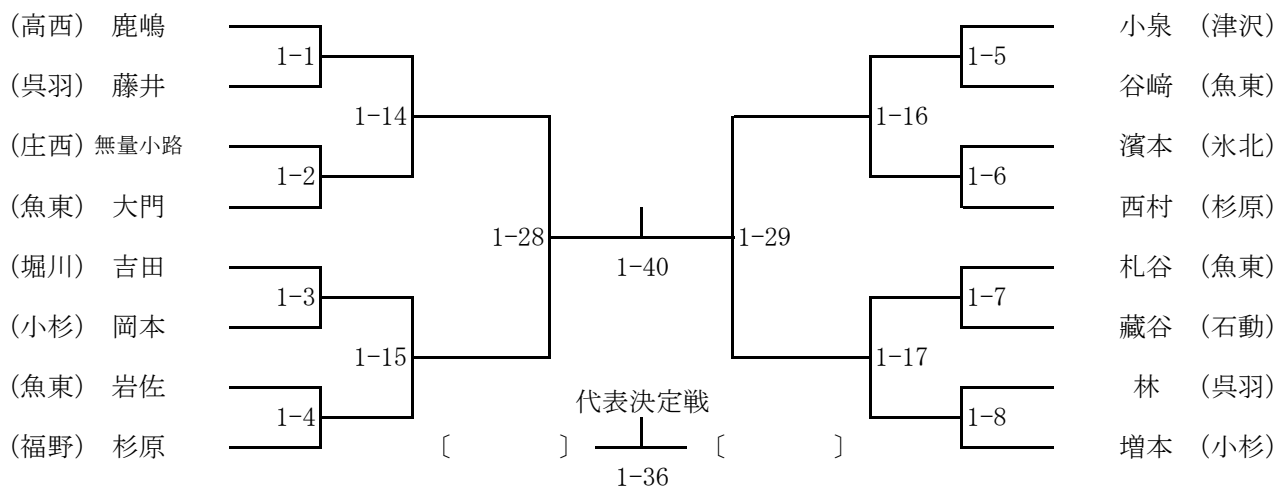 (高西) 鹿嶋 小泉 (津沢)
1-1 1-5
(呉羽) 藤井 谷﨑 (魚東)
1-14 1-16
(庄西) 無量小路 濱本 (氷北)
1-2 1-6
(魚東) 大門 西村 (杉原)
1-28 1-29
(堀川) 吉田 1-40 札谷 (魚東)
1-3 1-7
(小杉) 岡本 藏谷 (石動)
1-15 1-17
(魚東) 岩佐 林 (呉羽)
代表決定戦
1-4 1-8
(福野) 杉原 〔 〕 〔 〕 増本 (小杉)
1-36